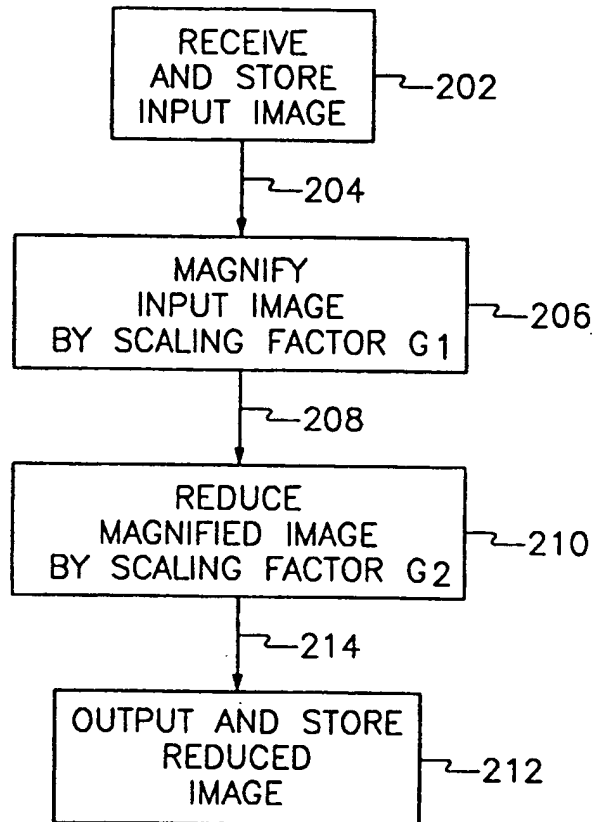 RECEIVE
AND STORE
INPUT IMAGE
202
204
MAGNIFY
INPUT IMAGE
BY SCALING FACTOR G1
206
208
REDUCE
MAGNIFIED IMAGE
BY SCALING FACTOR G2
210
214
OUTPUT AND STORE
REDUCED
IMAGE
212